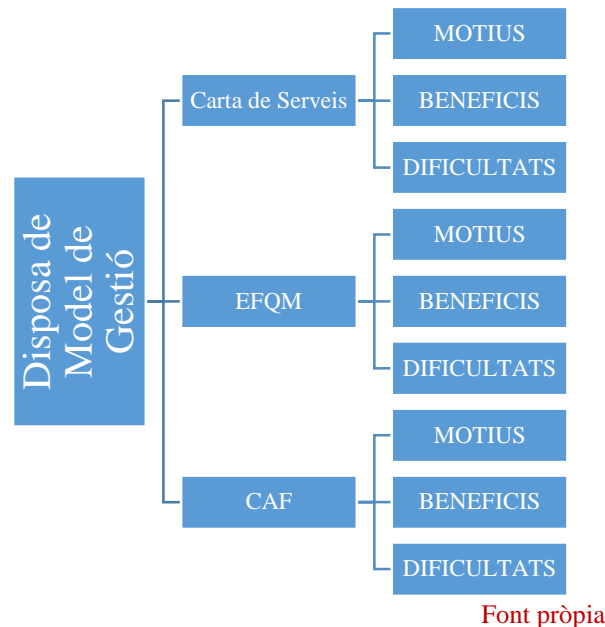 Disposa de
Model de
Gestió
Carta de Serveis
MOTIUS
BENEFICIS
DIFICULTATS
EFQM
MOTIUS
BENEFICIS
DIFICULTATS
CAF
MOTIUS
BENEFICIS
DIFICULTATS
Font pròpia